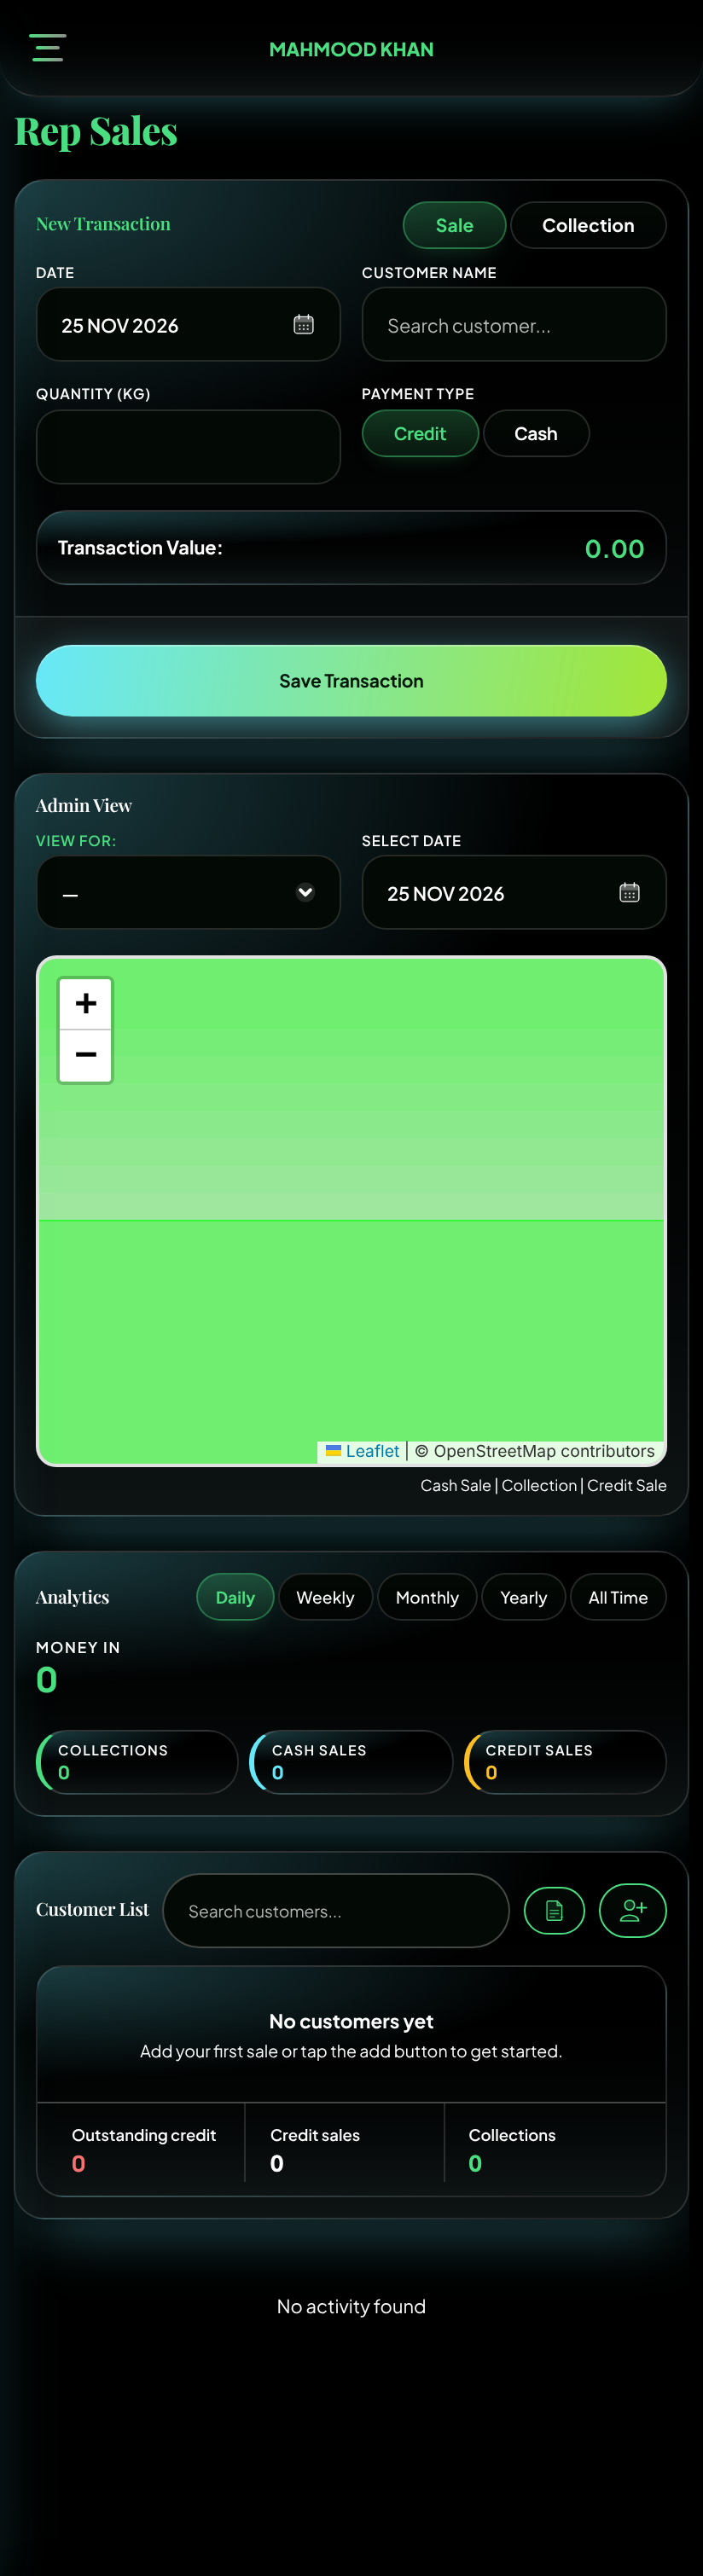 MAHMOOD KHAN
Rep Sales
New Transaction
Sale
Collection
DATE
CUSTOMER NAME
25 NOV 2026
Search customer...
QUANTITY (KG)
PAYMENT TYPE
Credit
Cash
Transaction Value:
0.00
Save Transaction
Admin View
VIEW FOR:
SELECT DATE
—
25 NOV 2026
+
−
Leaflet | © OpenStreetMap contributors
Cash Sale | Collection | Credit Sale
Analytics
Daily
Weekly
Monthly
Yearly
All Time
MONEY IN
0
COLLECTIONS
0
CASH SALES
0
CREDIT SALES
0
Customer List
Search customers...
No customers yet
Add your first sale or tap the add button to get started.
Outstanding credit
0
Credit sales
0
Collections
0
No activity found